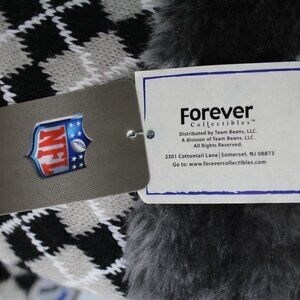 NFL
Forever
Collectibles™
Distributed by Team Beans, LLC.
A division of Team Beans, LLC.
All Rights Reserved.
2301 Cottontail Lane | Somerset, NJ 08873
Go to: www.forevercollectibles.com